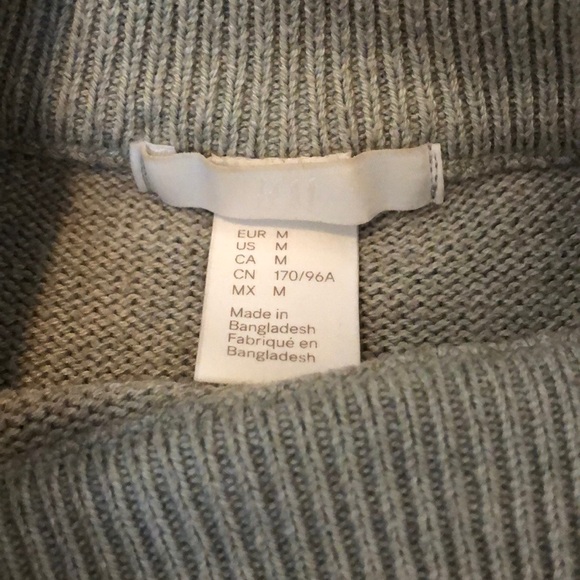 EUR M
US M
CA M
CN 170/96A
MX M
Made in
Bangladesh
Fabriqué en
Bangladesh